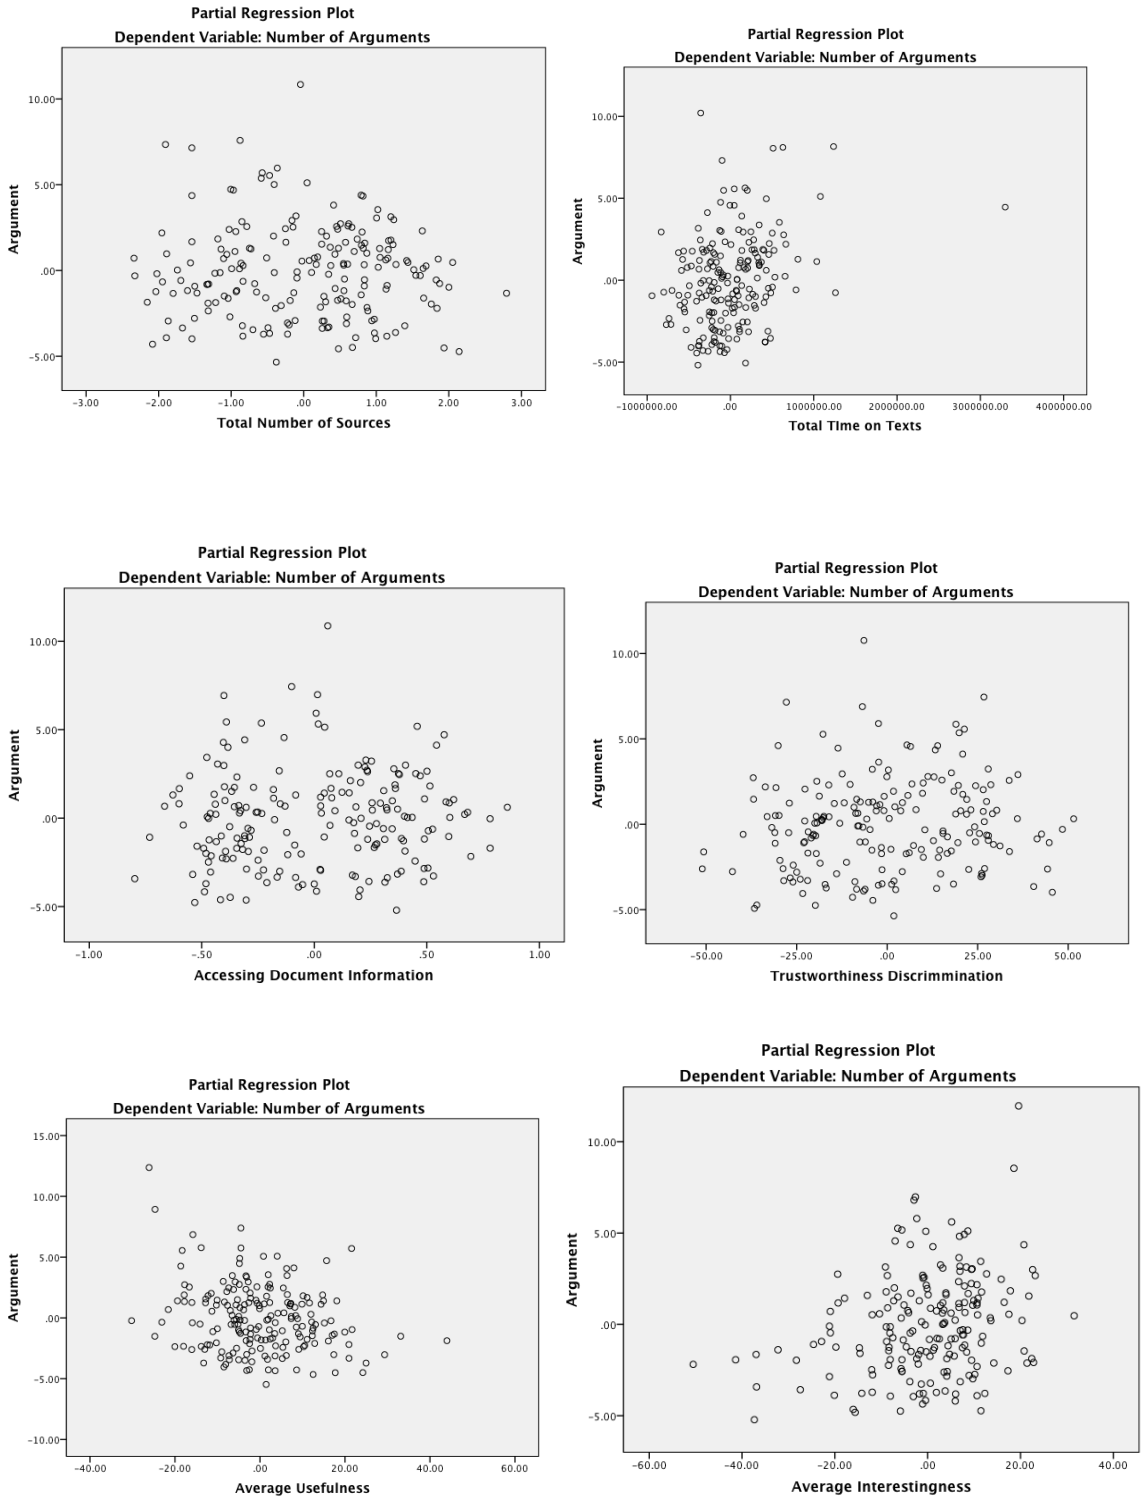 Partial Regression Plot
Dependent Variable: Number of Arguments
10.00
5.00
.00
-5.00
Argument
-3.00 -2.00 -1.00 .00 1.00 2.00 3.00
Total Number of Sources
Partial Regression Plot
Dependent Variable: Number of Arguments
10.00
5.00
.00
-5.00
Argument
-1000000.00 .00 1000000.00 2000000.00 3000000.00 4000000.00
Total TIme on Texts
Partial Regression Plot
Dependent Variable: Number of Arguments
10.00
5.00
.00
-5.00
Argument
-1.00 -.50 .00 .50 1.00
Accessing Document Information
Partial Regression Plot
Dependent Variable: Number of Arguments
10.00
5.00
.00
-5.00
Argument
-50.00 -25.00 .00 25.00 50.00
Trustworthiness Discrimmination
Partial Regression Plot
Dependent Variable: Number of Arguments
15.00
10.00
5.00
.00
-5.00
-10.00
Argument
-40.00 -20.00 .00 20.00 40.00 60.00
Average Usefulness
Partial Regression Plot
Dependent Variable: Number of Arguments
10.00
5.00
.00
-5.00
Argument
-60.00 -40.00 -20.00 .00 20.00 40.00
Average Interestingness